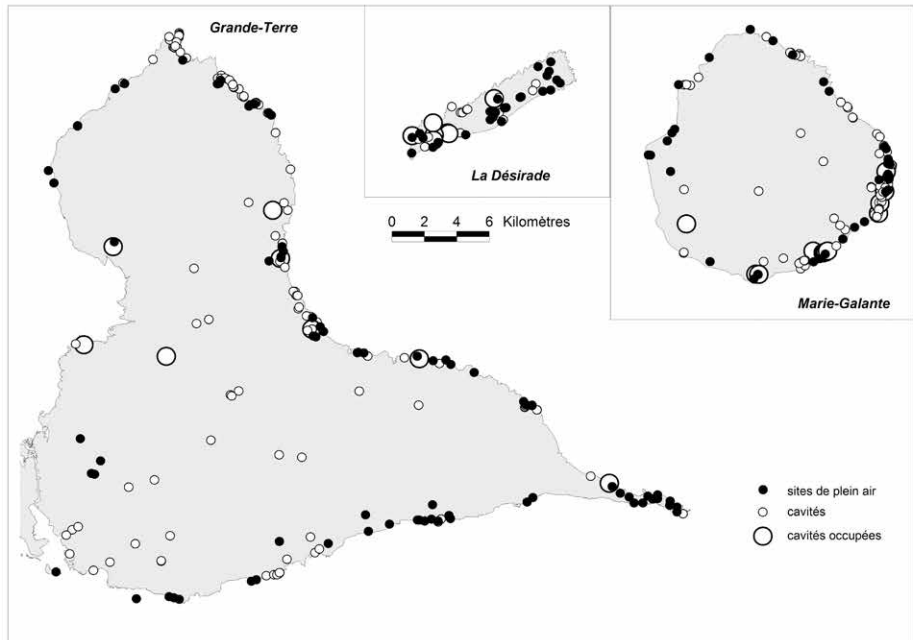 Grande-Terre
La Désirade
0 2 4 6 Kilomètres
Marie-Galante
sites de plein air
cavités
cavités occupées